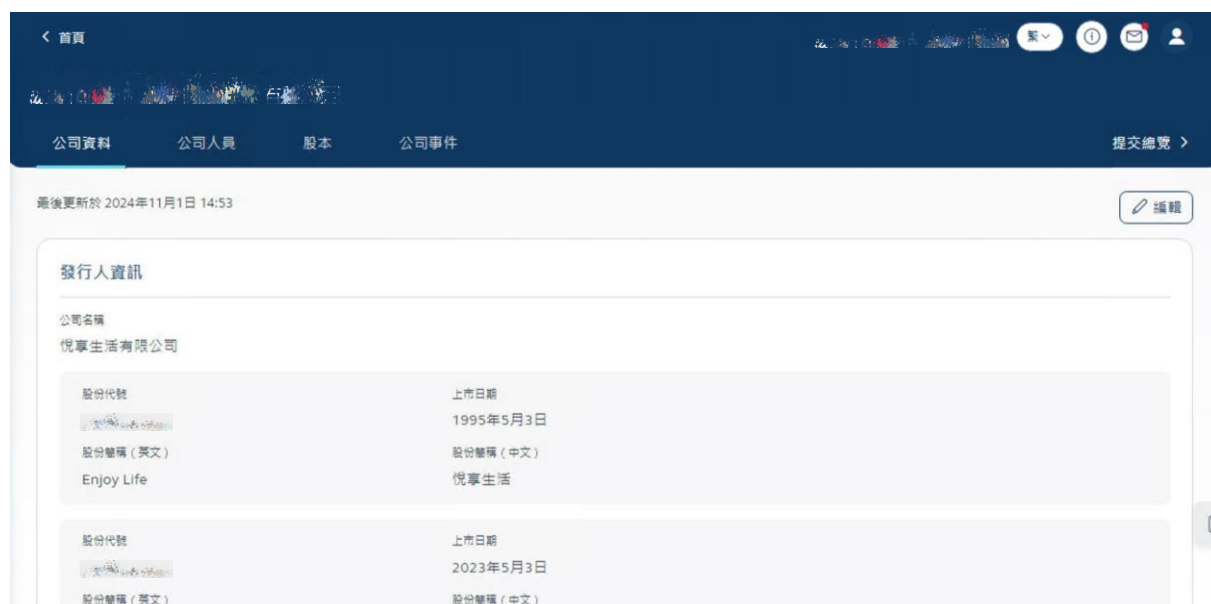 首頁
繁
公司資料 公司人員 股本 公司事件 提交總覽
最後更新於 2024年11月1日 14:53
編輯
發行人資訊
公司名稱
悅享生活有限公司
股份代號 上市日期
1995年5月3日
股份簡稱（英文） 股份簡稱（中文）
Enjoy Life 悅享生活
股份代號 上市日期
2023年5月3日
股份簡稱（英文） 股份簡稱（中文）